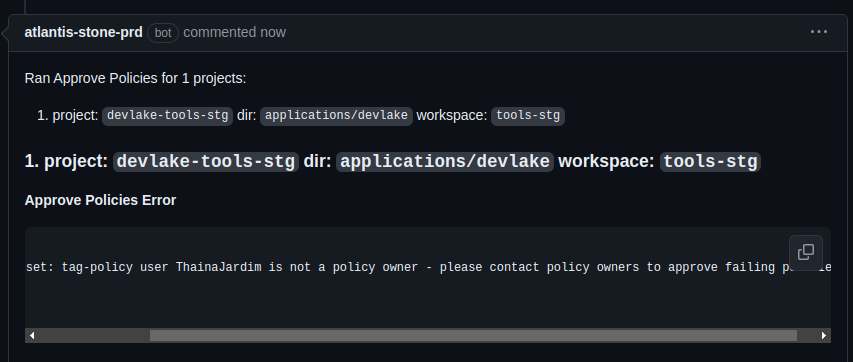 atlantis-stone-prd bot commented now
Ran Approve Policies for 1 projects:
1. project: devlake-tools-stg dir: applications/devlake workspace: tools-stg
1. project: devlake-tools-stg dir: applications/devlake workspace: tools-stg
Approve Policies Error
set: tag-policy user ThainaJardim is not a policy owner - please contact policy owners to approve failing